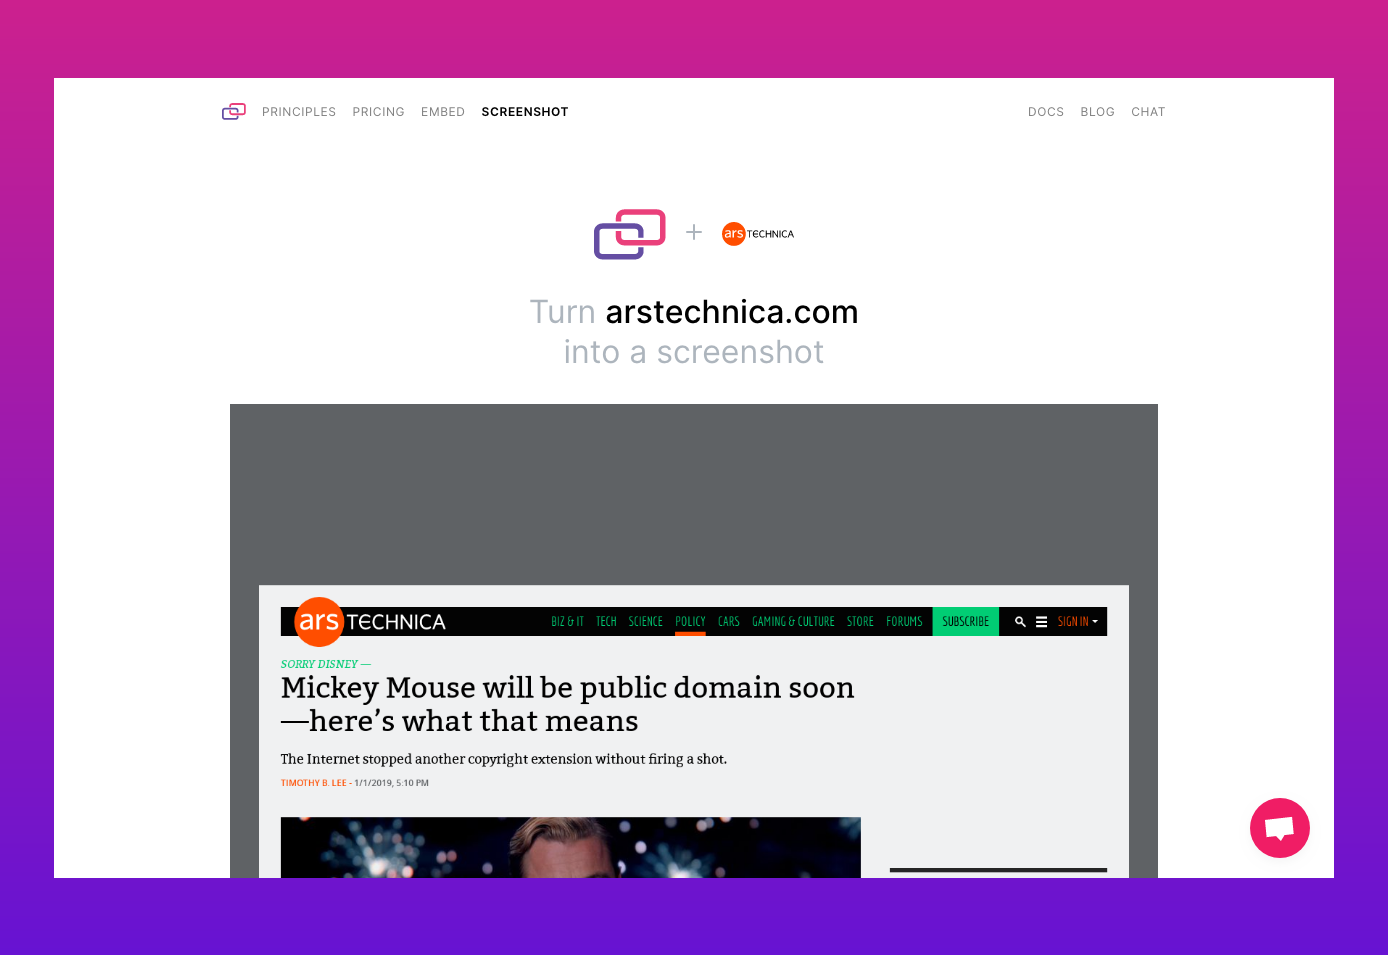 PRINCIPLES PRICING EMBED SCREENSHOT DOCS BLOG CHAT
ars TECHNICA
Turn arstechnica.com
into a screenshot
ars TECHNICA BIZ & IT TECH SCIENCE POLICY CARS GAMING & CULTURE STORE FORUMS SUBSCRIBE SIGN IN
SORRY DISNEY —
Mickey Mouse will be public domain soon
—here’s what that means
The Internet stopped another copyright extension without firing a shot.
TIMOTHY B. LEE - 1/1/2019, 5:10 PM